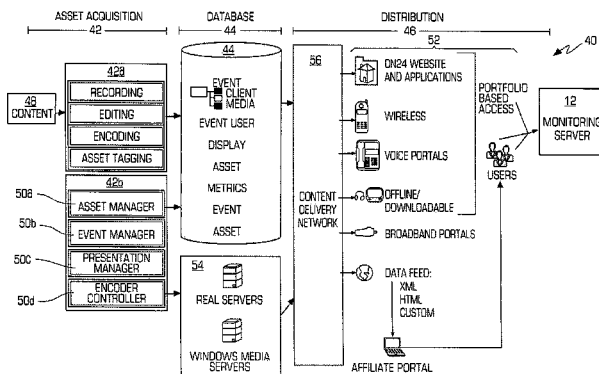 ASSET ACQUISITION
42
DATABASE
44
DISTRIBUTION
46
40
48
CONTENT
42a
RECORDING
EDITING
ENCODING
ASSET TAGGING
42b
50a
ASSET MANAGER
50b
EVENT MANAGER
50c
PRESENTATION
MANAGER
50d
ENCODER
CONTROLLER
44
EVENT
CLIENT
MEDIA
EVENT USER
DISPLAY
ASSET
METRICS
EVENT
ASSET
54
REAL SERVERS
WINDOWS MEDIA
SERVERS
56
CONTENT
DELIVERY
NETWORK
52
ON24 WEBSITE
AND APPLICATIONS
WIRELESS
VOICE PORTALS
OFFLINE/
DOWNLOADABLE
BROADBAND PORTALS
DATA FEED:
XML
HTML
CUSTOM
AFFILIATE PORTAL
PORTFOLIO
BASED
ACCESS
USERS
12
MONITORING
SERVER